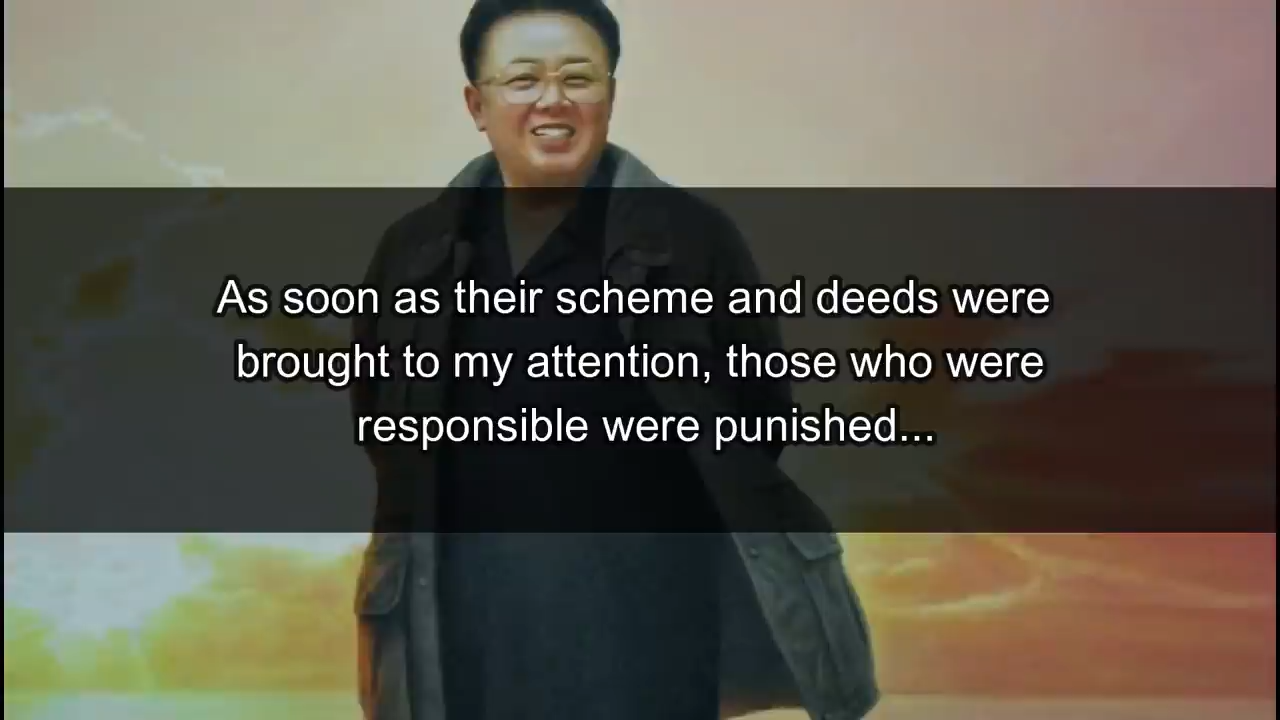 As soon as their scheme and deeds were
brought to my attention, those who were
responsible were punished...